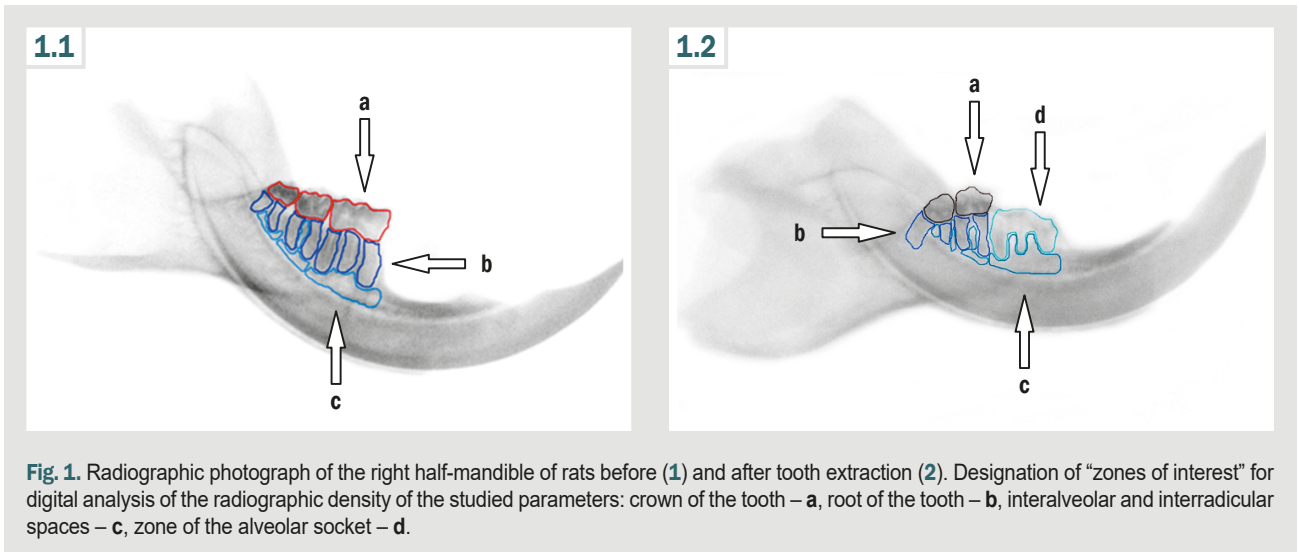 1.1
a
b
c
1.2
a
d
b
c
Fig. 1. Radiographic photograph of the right half-mandible of rats before (1) and after tooth extraction (2). Designation of “zones of interest” for
digital analysis of the radiographic density of the studied parameters: crown of the tooth – a, root of the tooth – b, interalveolar and interradicular
spaces – c, zone of the alveolar socket – d.